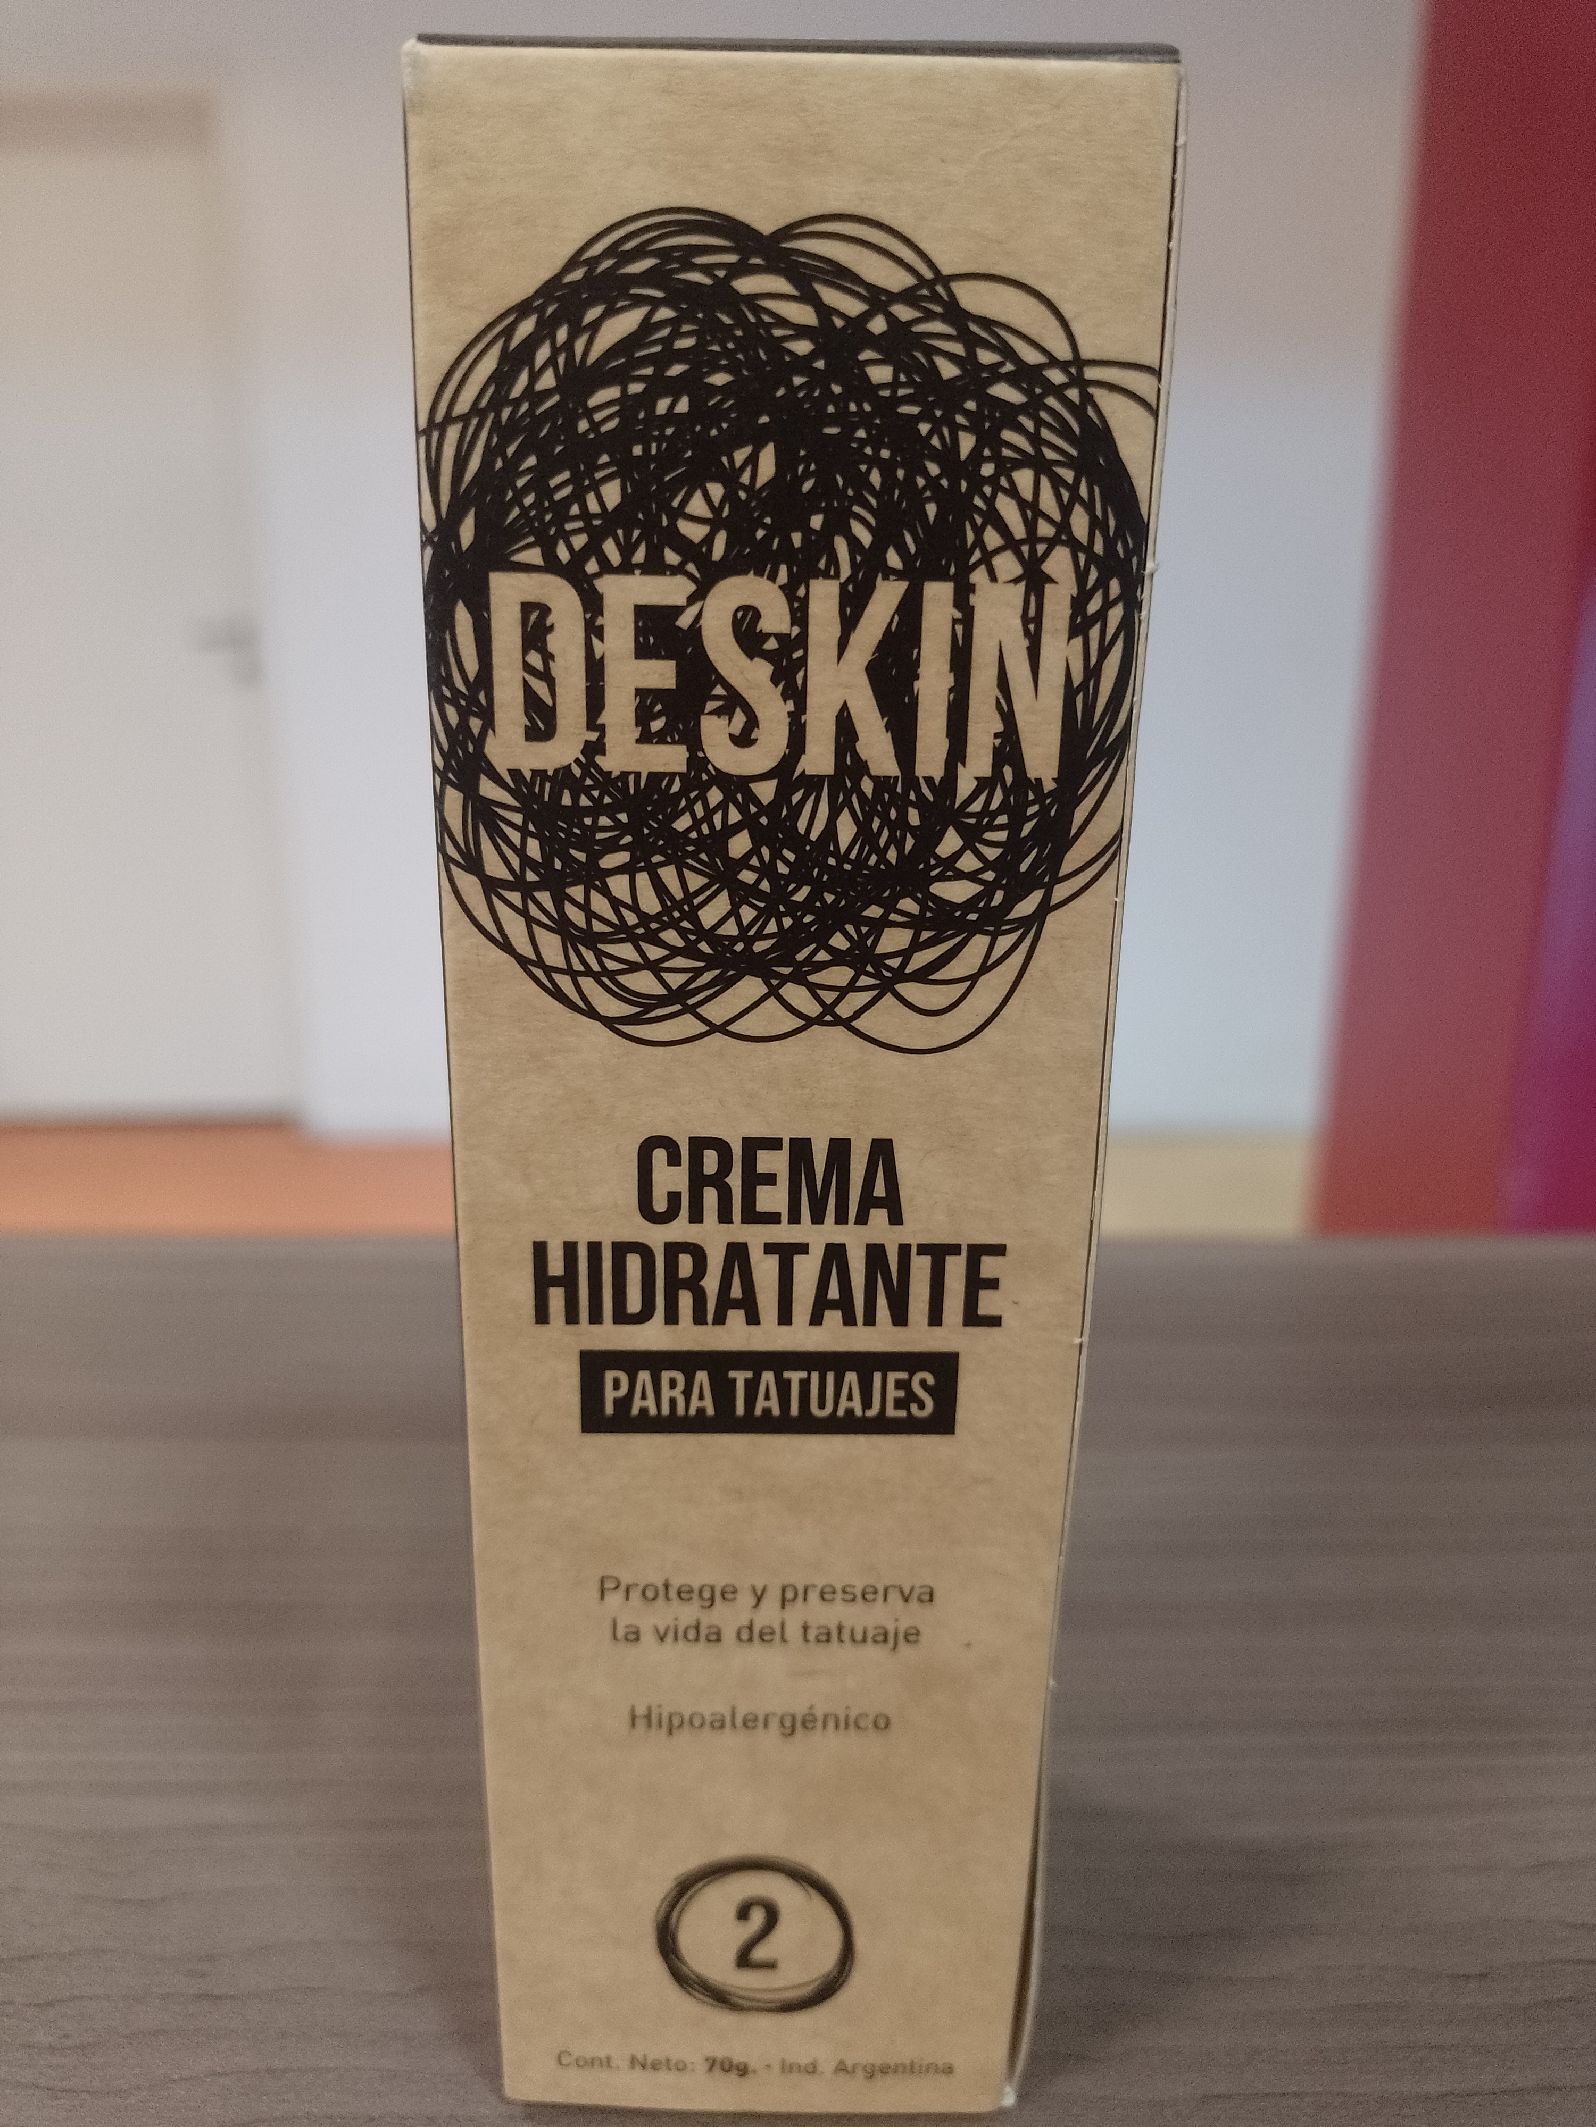 DESKIN
CREMA
HIDRATANTE
PARA TATUAJES
Protege y preserva
la vida del tatuaje
Hipoalergénico
2
Cont. Neto: 70g. - Ind. Argentina